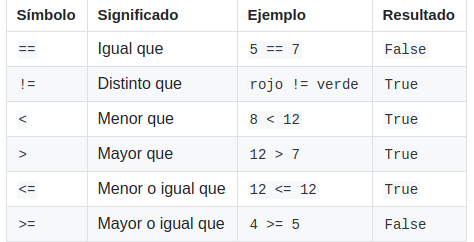 Símbolo Significado Ejemplo Resultado
== Igual que 5 == 7 False
!= Distinto que rojo != verde True
< Menor que 8 < 12 True
> Mayor que 12 > 7 True
<= Menor o igual que 12 <= 12 True
>= Mayor o igual que 4 >= 5 False